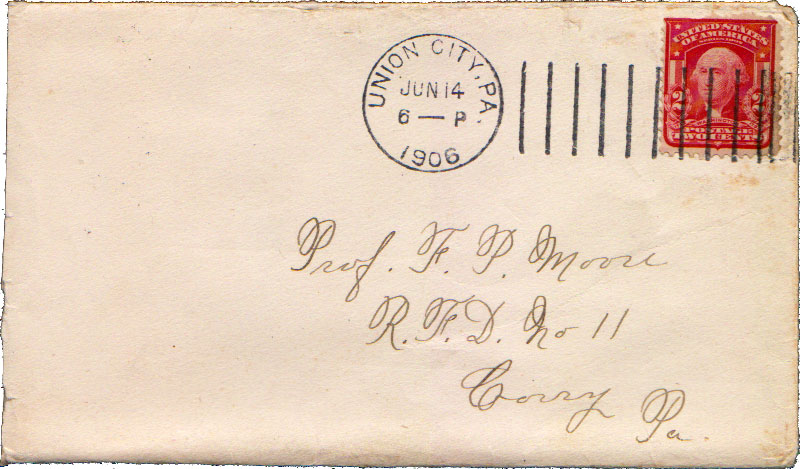 UNION CITY, PA.
JUN 14
6 — P
1906
UNITED STATES
OF AMERICA
2 2
POSTAGE
TWO CENTS
Prof. F. P. Moore
R.F.D. No 11
Corry
Pa.